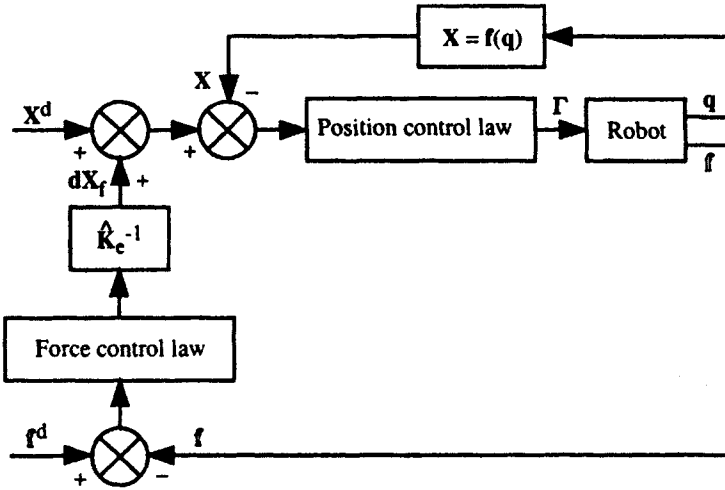 X = f(q)
X
−
X^d
+
+
Position control law
Γ
Robot
q
𝕗
dX_f
+
K̂_e^-1
Force control law
𝕗^d
𝕗
+
−